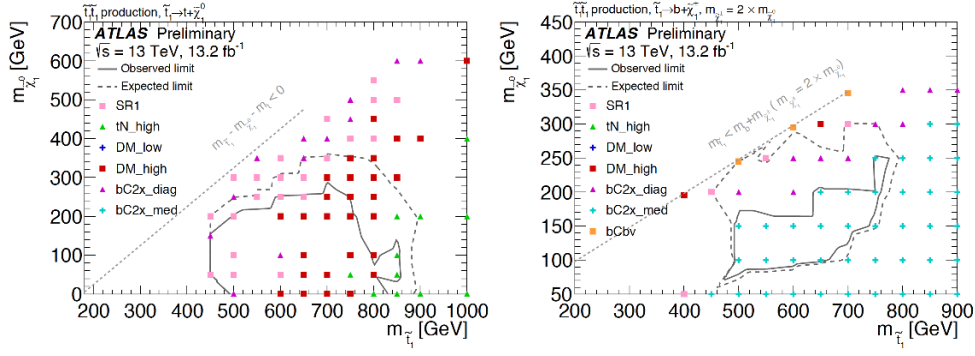 t̃₁t̃₁ production, t̃₁→t+χ̃₁⁰
ATLAS Preliminary
√s = 13 TeV, 13.2 fb⁻¹
Observed limit
Expected limit
SR1
tN_high
DM_low
DM_high
bC2x_diag
bC2x_med
m_t̃₁ - m_χ̃₁⁰ - m_t < 0
m_χ̃₁⁰ [GeV]
600
500
400
300
200
100
0
200 300 400 500 600 700 800 900 1000
m_t̃₁ [GeV]
t̃₁t̃₁ production, t̃₁→b+χ̃₁⁺, m_χ̃₁± = 2 × m_χ̃₁⁰
ATLAS Preliminary
√s = 13 TeV, 13.2 fb⁻¹
Observed limit
Expected limit
SR1
tN_high
DM_low
DM_high
bC2x_diag
bC2x_med
bCbv
m_t̃₁ < m_b + m_χ̃₁± ( m_χ̃₁± = 2 × m_χ̃₁⁰ )
m_χ̃₁⁰ [GeV]
450
400
350
300
250
200
150
100
50
200 300 400 500 600 700 800 900
m_t̃₁ [GeV]